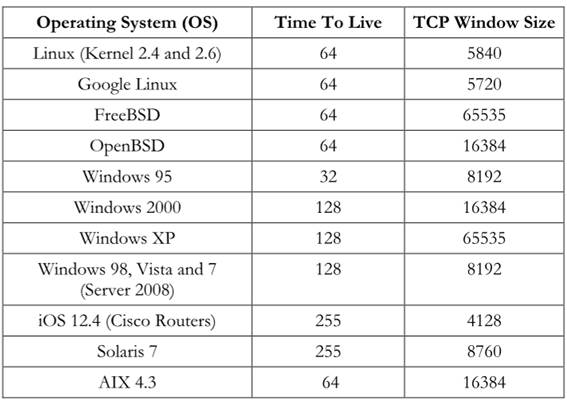 Operating System (OS) Time To Live TCP Window Size
Linux (Kernel 2.4 and 2.6) 64 5840
Google Linux 64 5720
FreeBSD 64 65535
OpenBSD 64 16384
Windows 95 32 8192
Windows 2000 128 16384
Windows XP 128 65535
Windows 98, Vista and 7 128 8192
(Server 2008)
iOS 12.4 (Cisco Routers) 255 4128
Solaris 7 255 8760
AIX 4.3 64 16384